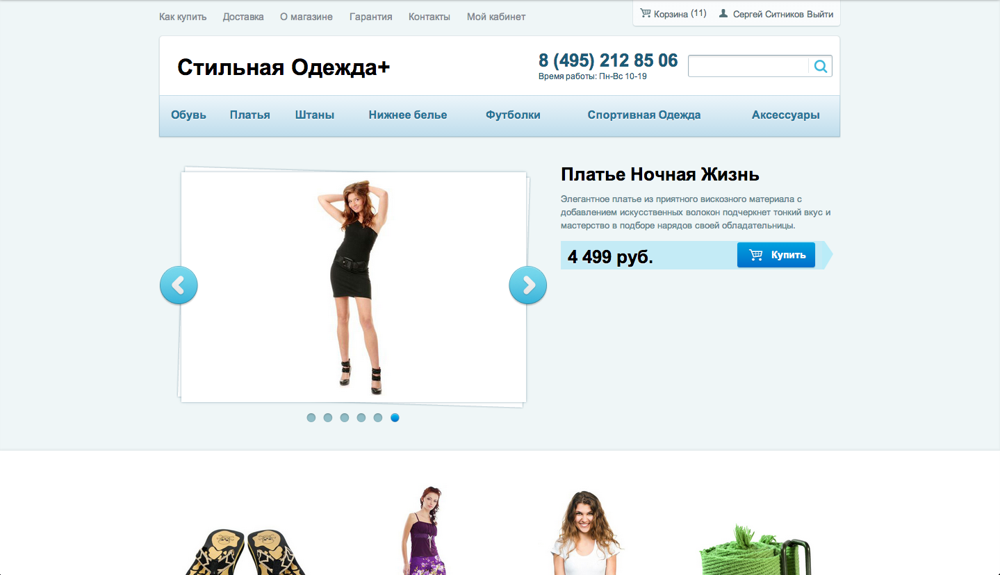 Как купить Доставка О магазине Гарантия Контакты Мой кабинет
Корзина (11) Сергей Ситников Выйти
Стильная Одежда+
8 (495) 212 85 06
Время работы: Пн-Вс 10-19
Обувь Платья Штаны Нижнее белье Футболки Спортивная Одежда Аксессуары
Платье Ночная Жизнь
Элегантное платье из приятного вискозного материала с
добавлением искусственных волокон подчеркнет тонкий вкус и
мастерство в подборе нарядов своей обладательницы.
4 499 руб. Купить